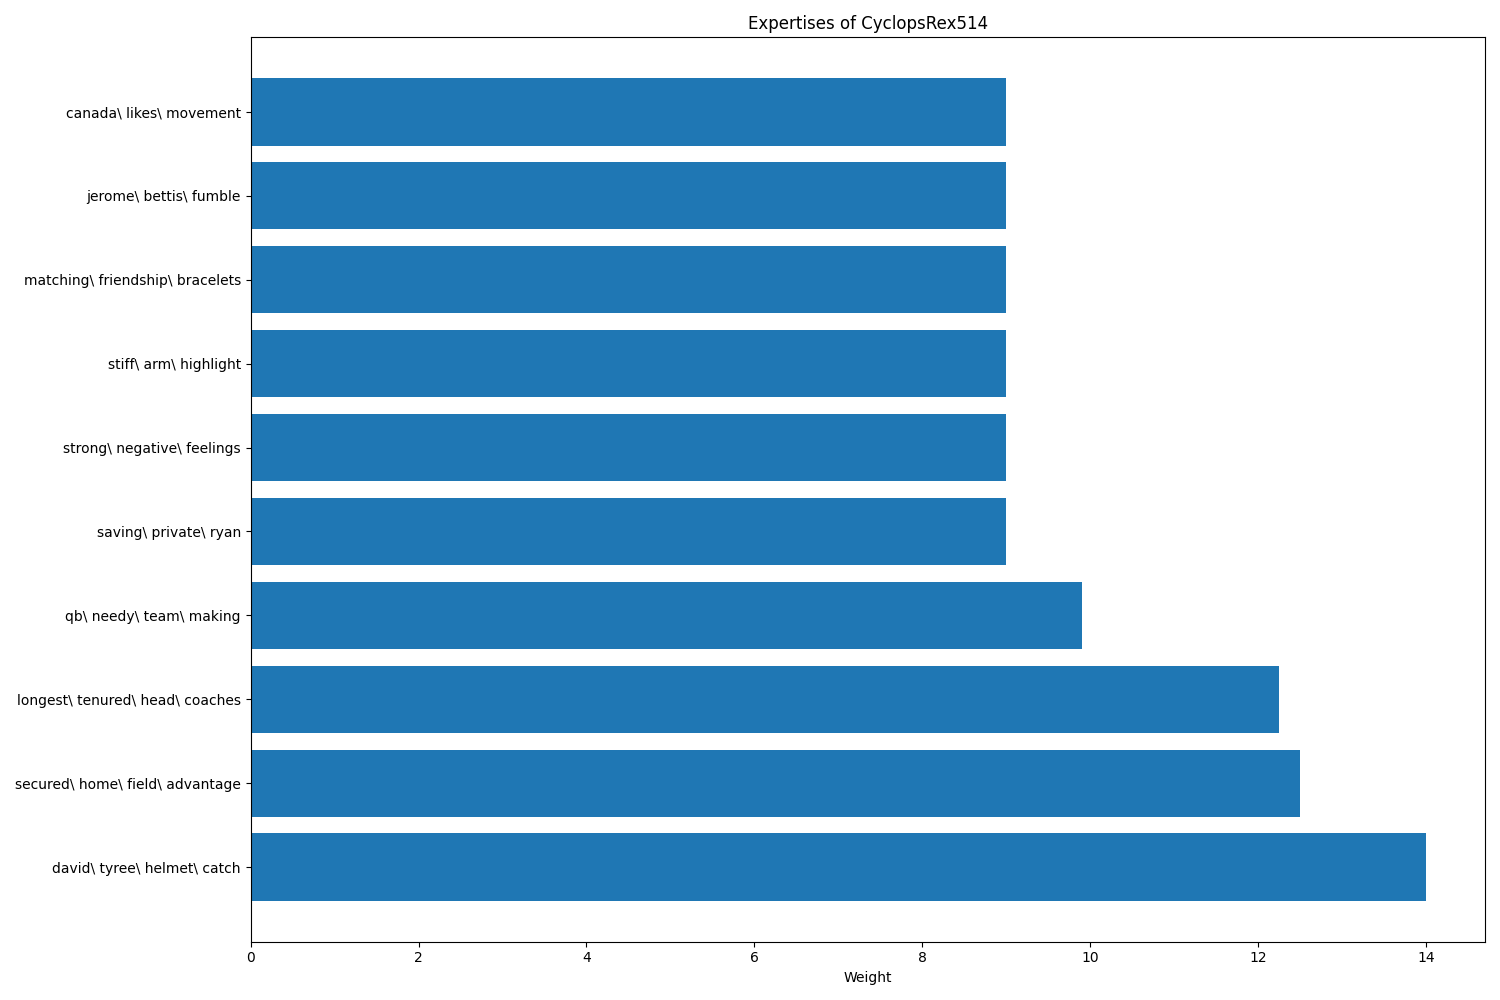 Expertises of CyclopsRex514
canada\ likes\ movement
jerome\ bettis\ fumble
matching\ friendship\ bracelets
stiff\ arm\ highlight
strong\ negative\ feelings
saving\ private\ ryan
qb\ needy\ team\ making
longest\ tenured\ head\ coaches
secured\ home\ field\ advantage
david\ tyree\ helmet\ catch
0 2 4 6 8 10 12 14
Weight